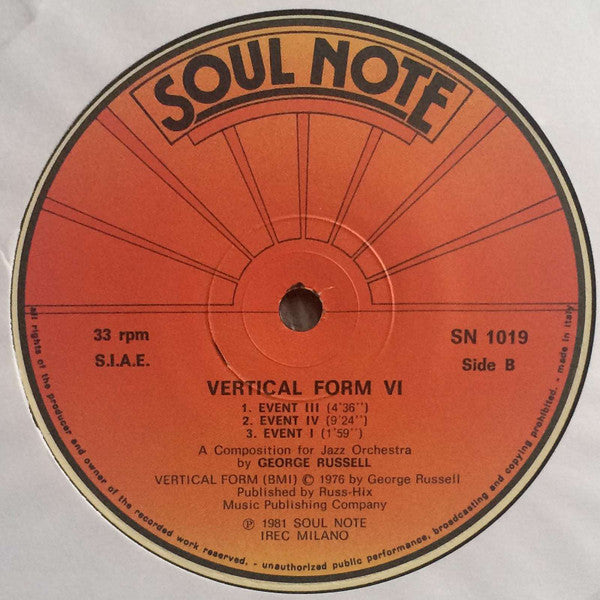 SOUL NOTE
33 rpm
S.I.A.E.
SN 1019
Side B
VERTICAL FORM VI
1. EVENT III (4'36'')
2. EVENT IV (9'24'')
3. EVENT I (1'59'')
A Composition for Jazz Orchestra
by GEORGE RUSSELL
VERTICAL FORM (BMI) © 1976 by George Russell
Published by Russ-Hix
Music Publishing Company
℗ 1981 SOUL NOTE
IREC MILANO
all rights of the producer and owner of the recorded work reserved. - unauthorized public performance, broadcasting and copying prohibited. - made in italy